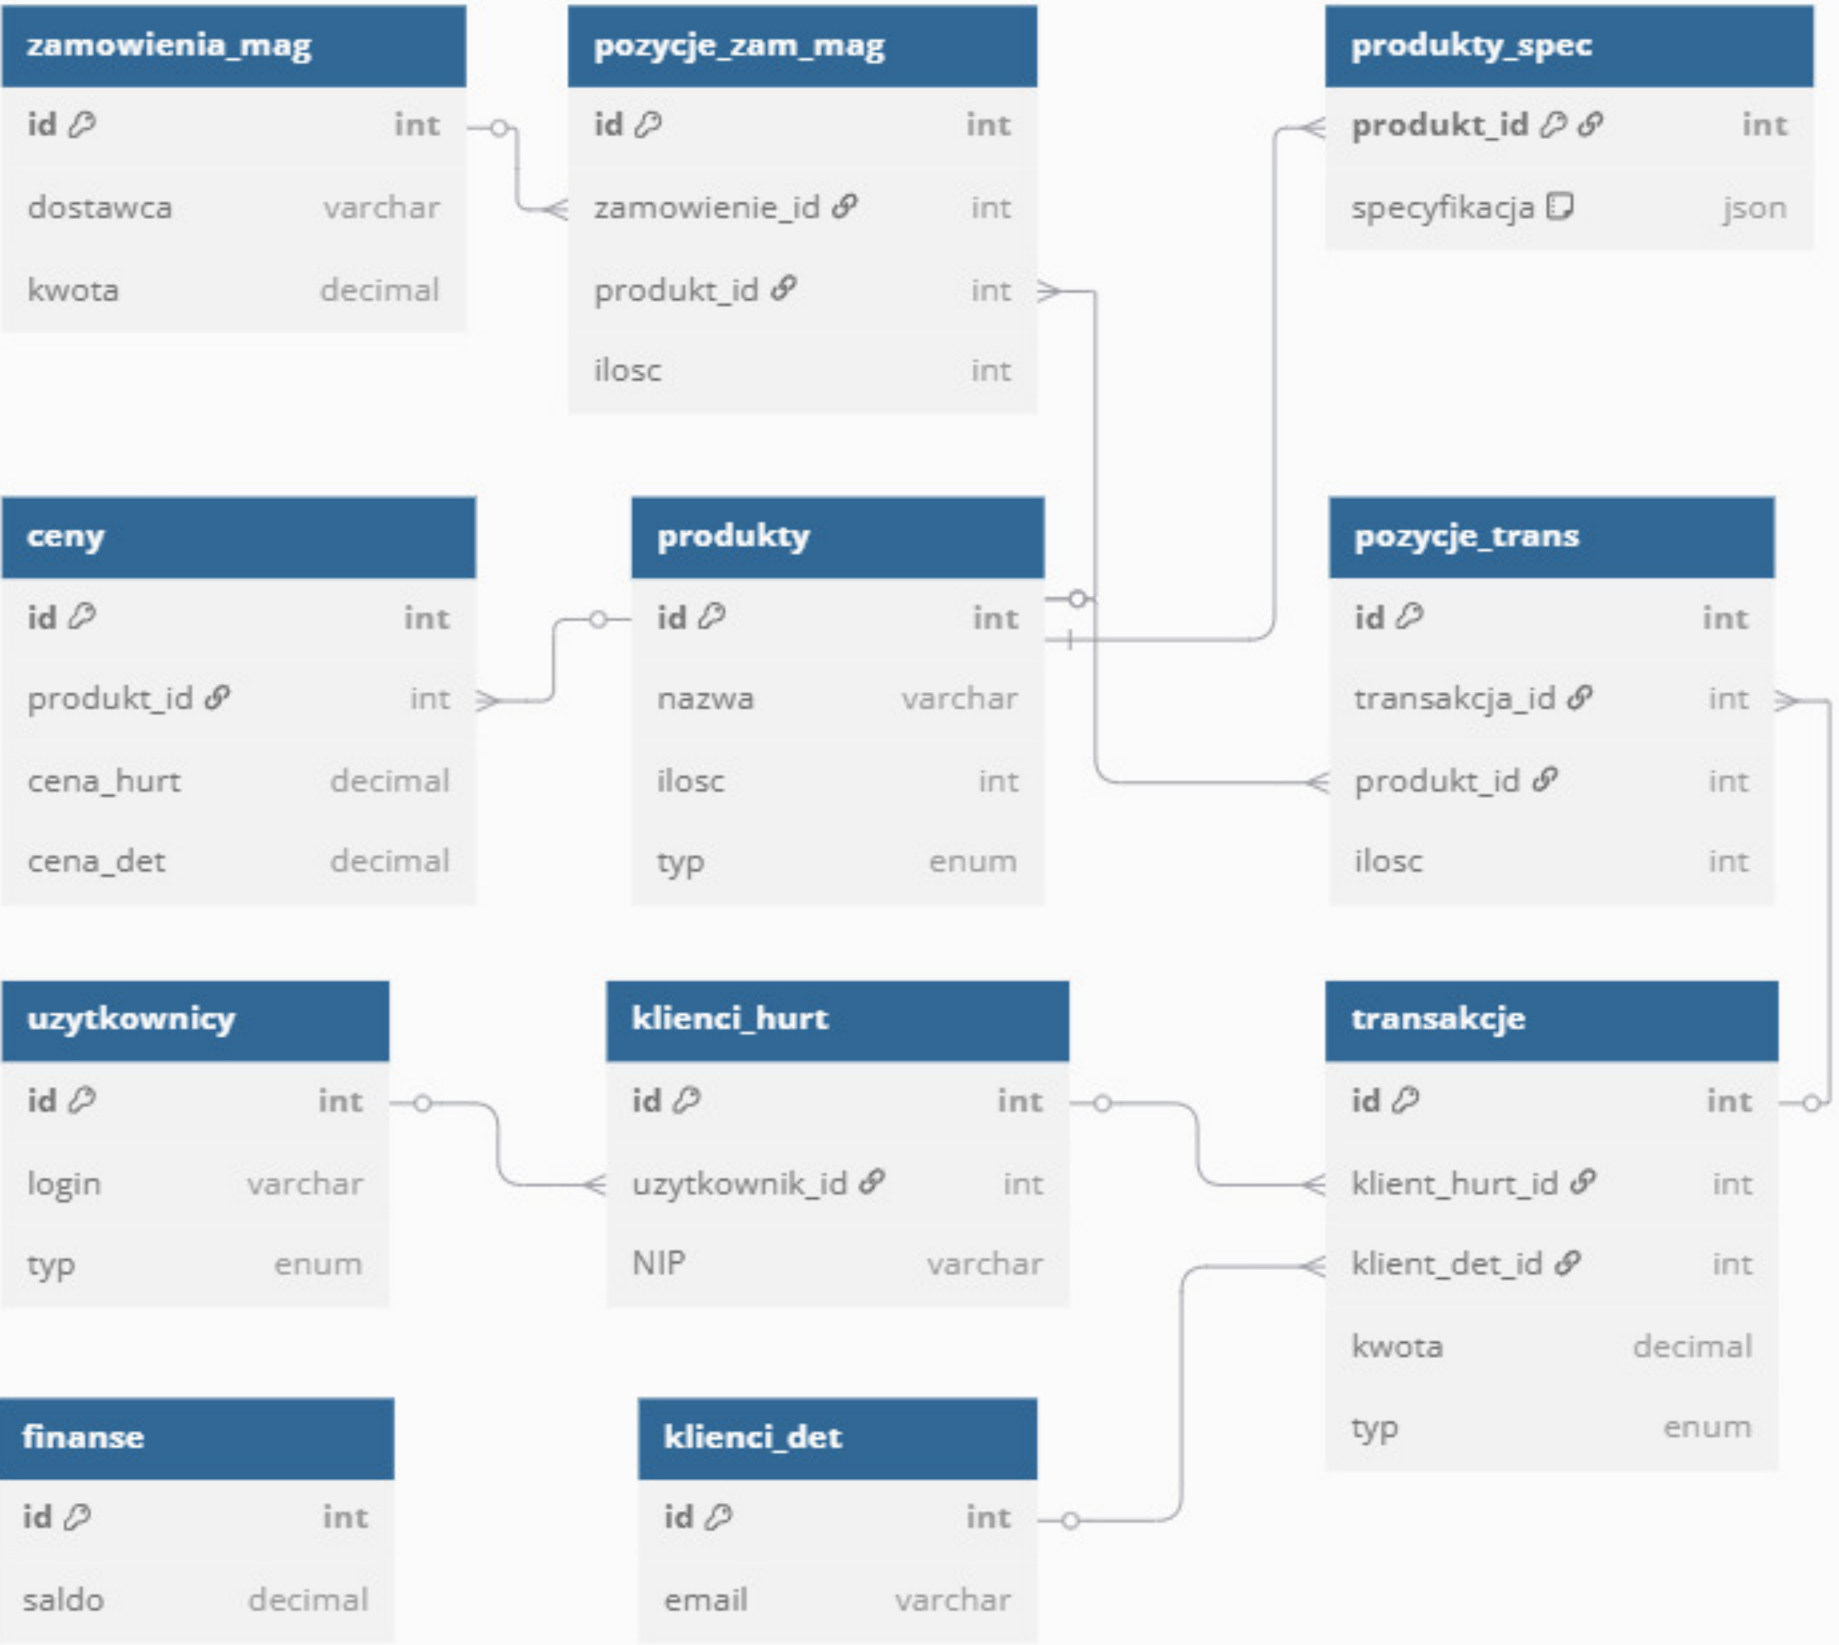 zamowienia_mag
id int
dostawca varchar
kwota decimal
pozycje_zam_mag
id int
zamowienie_id int
produkt_id int
ilosc int
produkty_spec
produkt_id int
specyfikacja json
ceny
id int
produkt_id int
cena_hurt decimal
cena_det decimal
produkty
id int
nazwa varchar
ilosc int
typ enum
pozycje_trans
id int
transakcja_id int
produkt_id int
ilosc int
uzytkownicy
id int
login varchar
typ enum
klienci_hurt
id int
uzytkownik_id int
NIP varchar
transakcje
id int
klient_hurt_id int
klient_det_id int
kwota decimal
typ enum
finanse
id int
saldo decimal
klienci_det
id int
email varchar